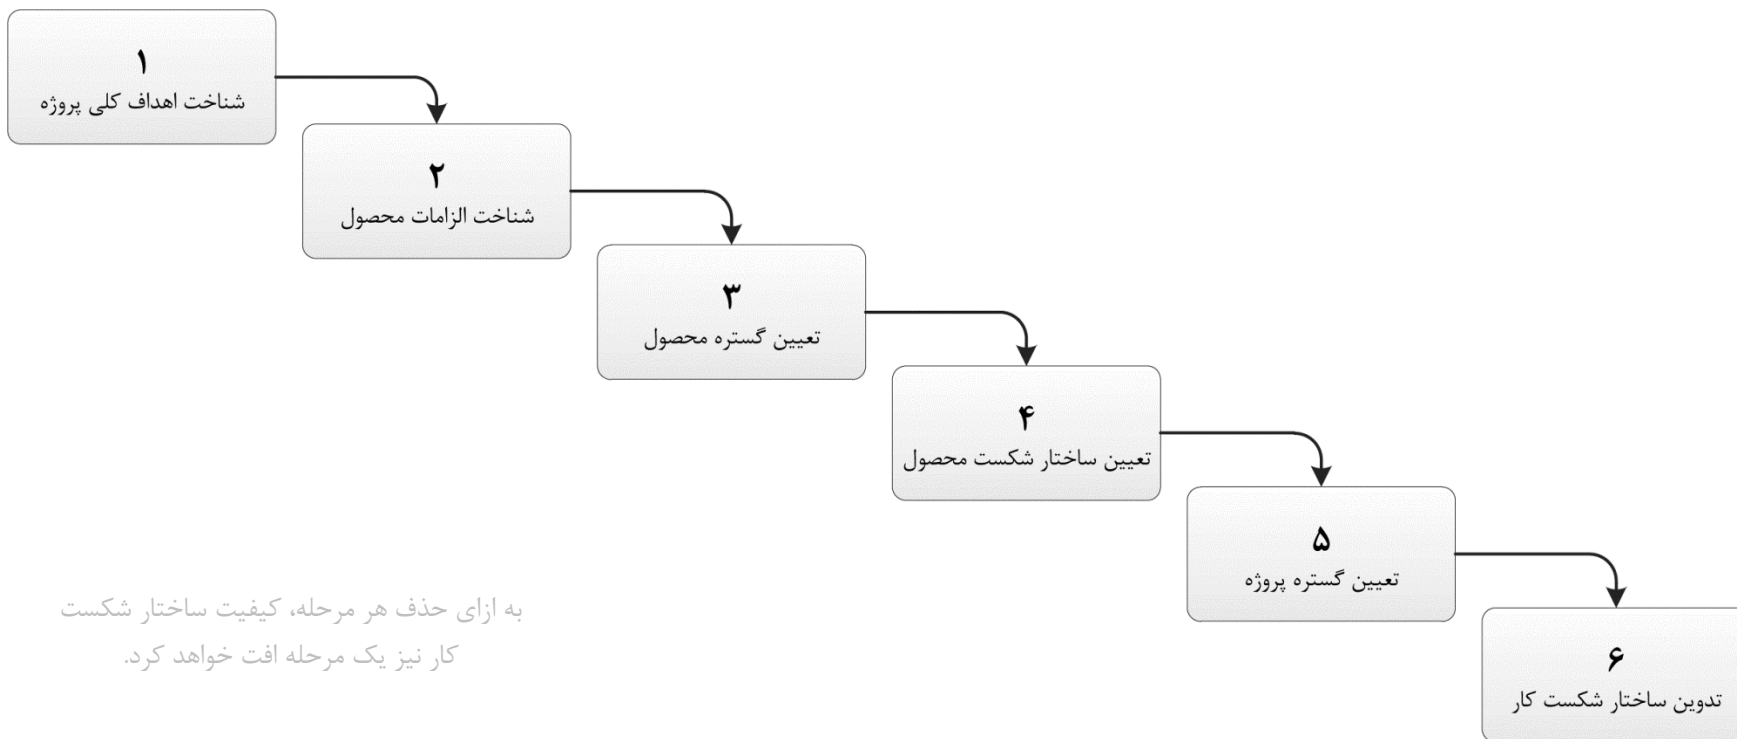 ۱
شناخت اهداف کلی پروژه
۲
شناخت الزامات محصول
۳
تعیین گستره محصول
۴
تعیین ساختار شکست محصول
۵
تعیین گستره پروژه
۶
تدوین ساختار شکست کار
به ازای حذف هر مرحله، کیفیت ساختار شکست
کار نیز یک مرحله افت خواهد کرد.